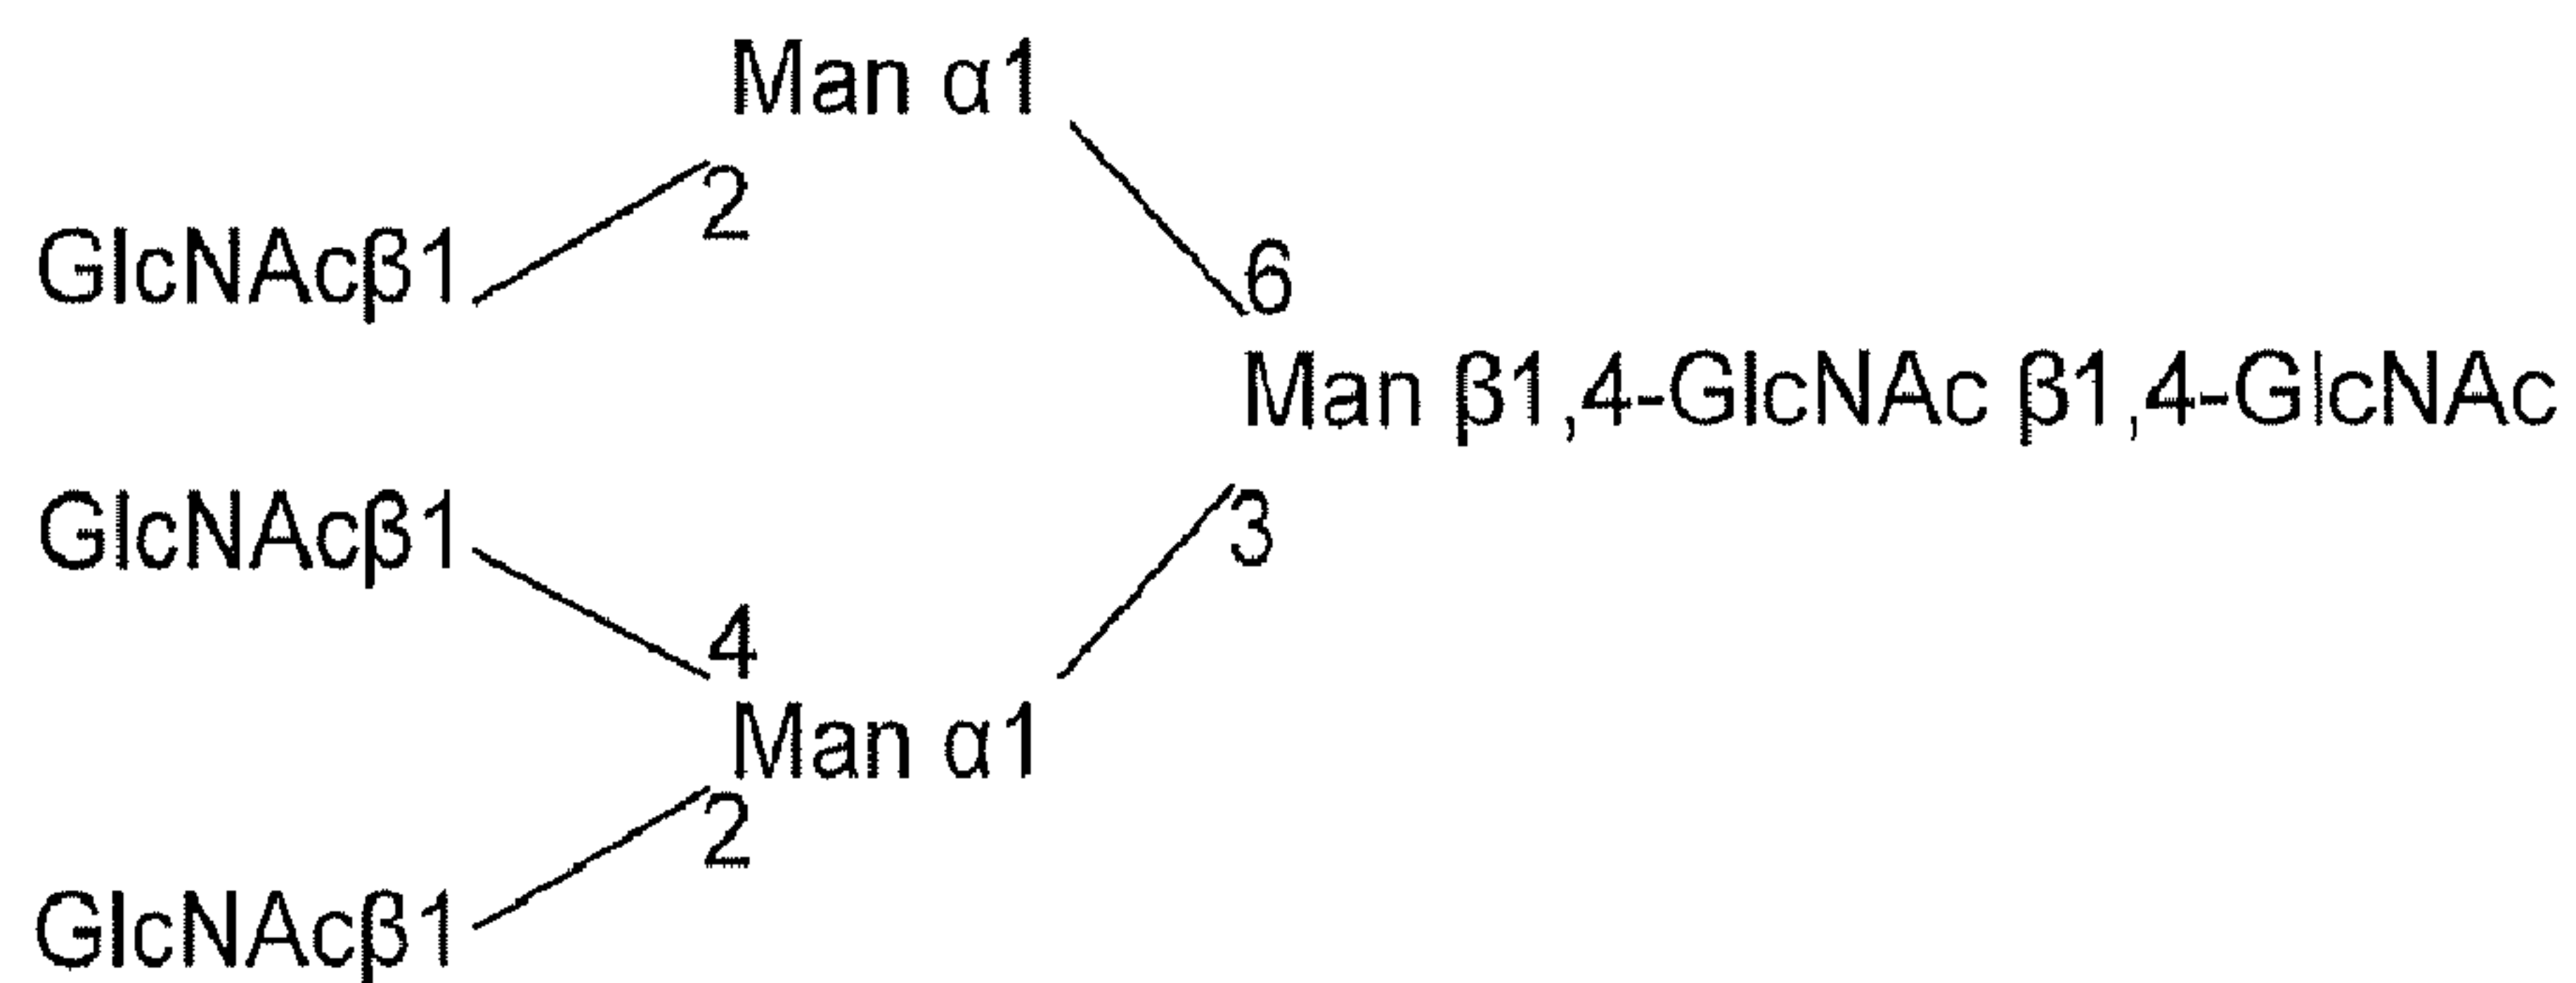 Man α1
2
GlcNAcβ1
6
Man β1,4-GlcNAc β1,4-GlcNAc
GlcNAcβ1
3
4
Man α1
2
GlcNAcβ1